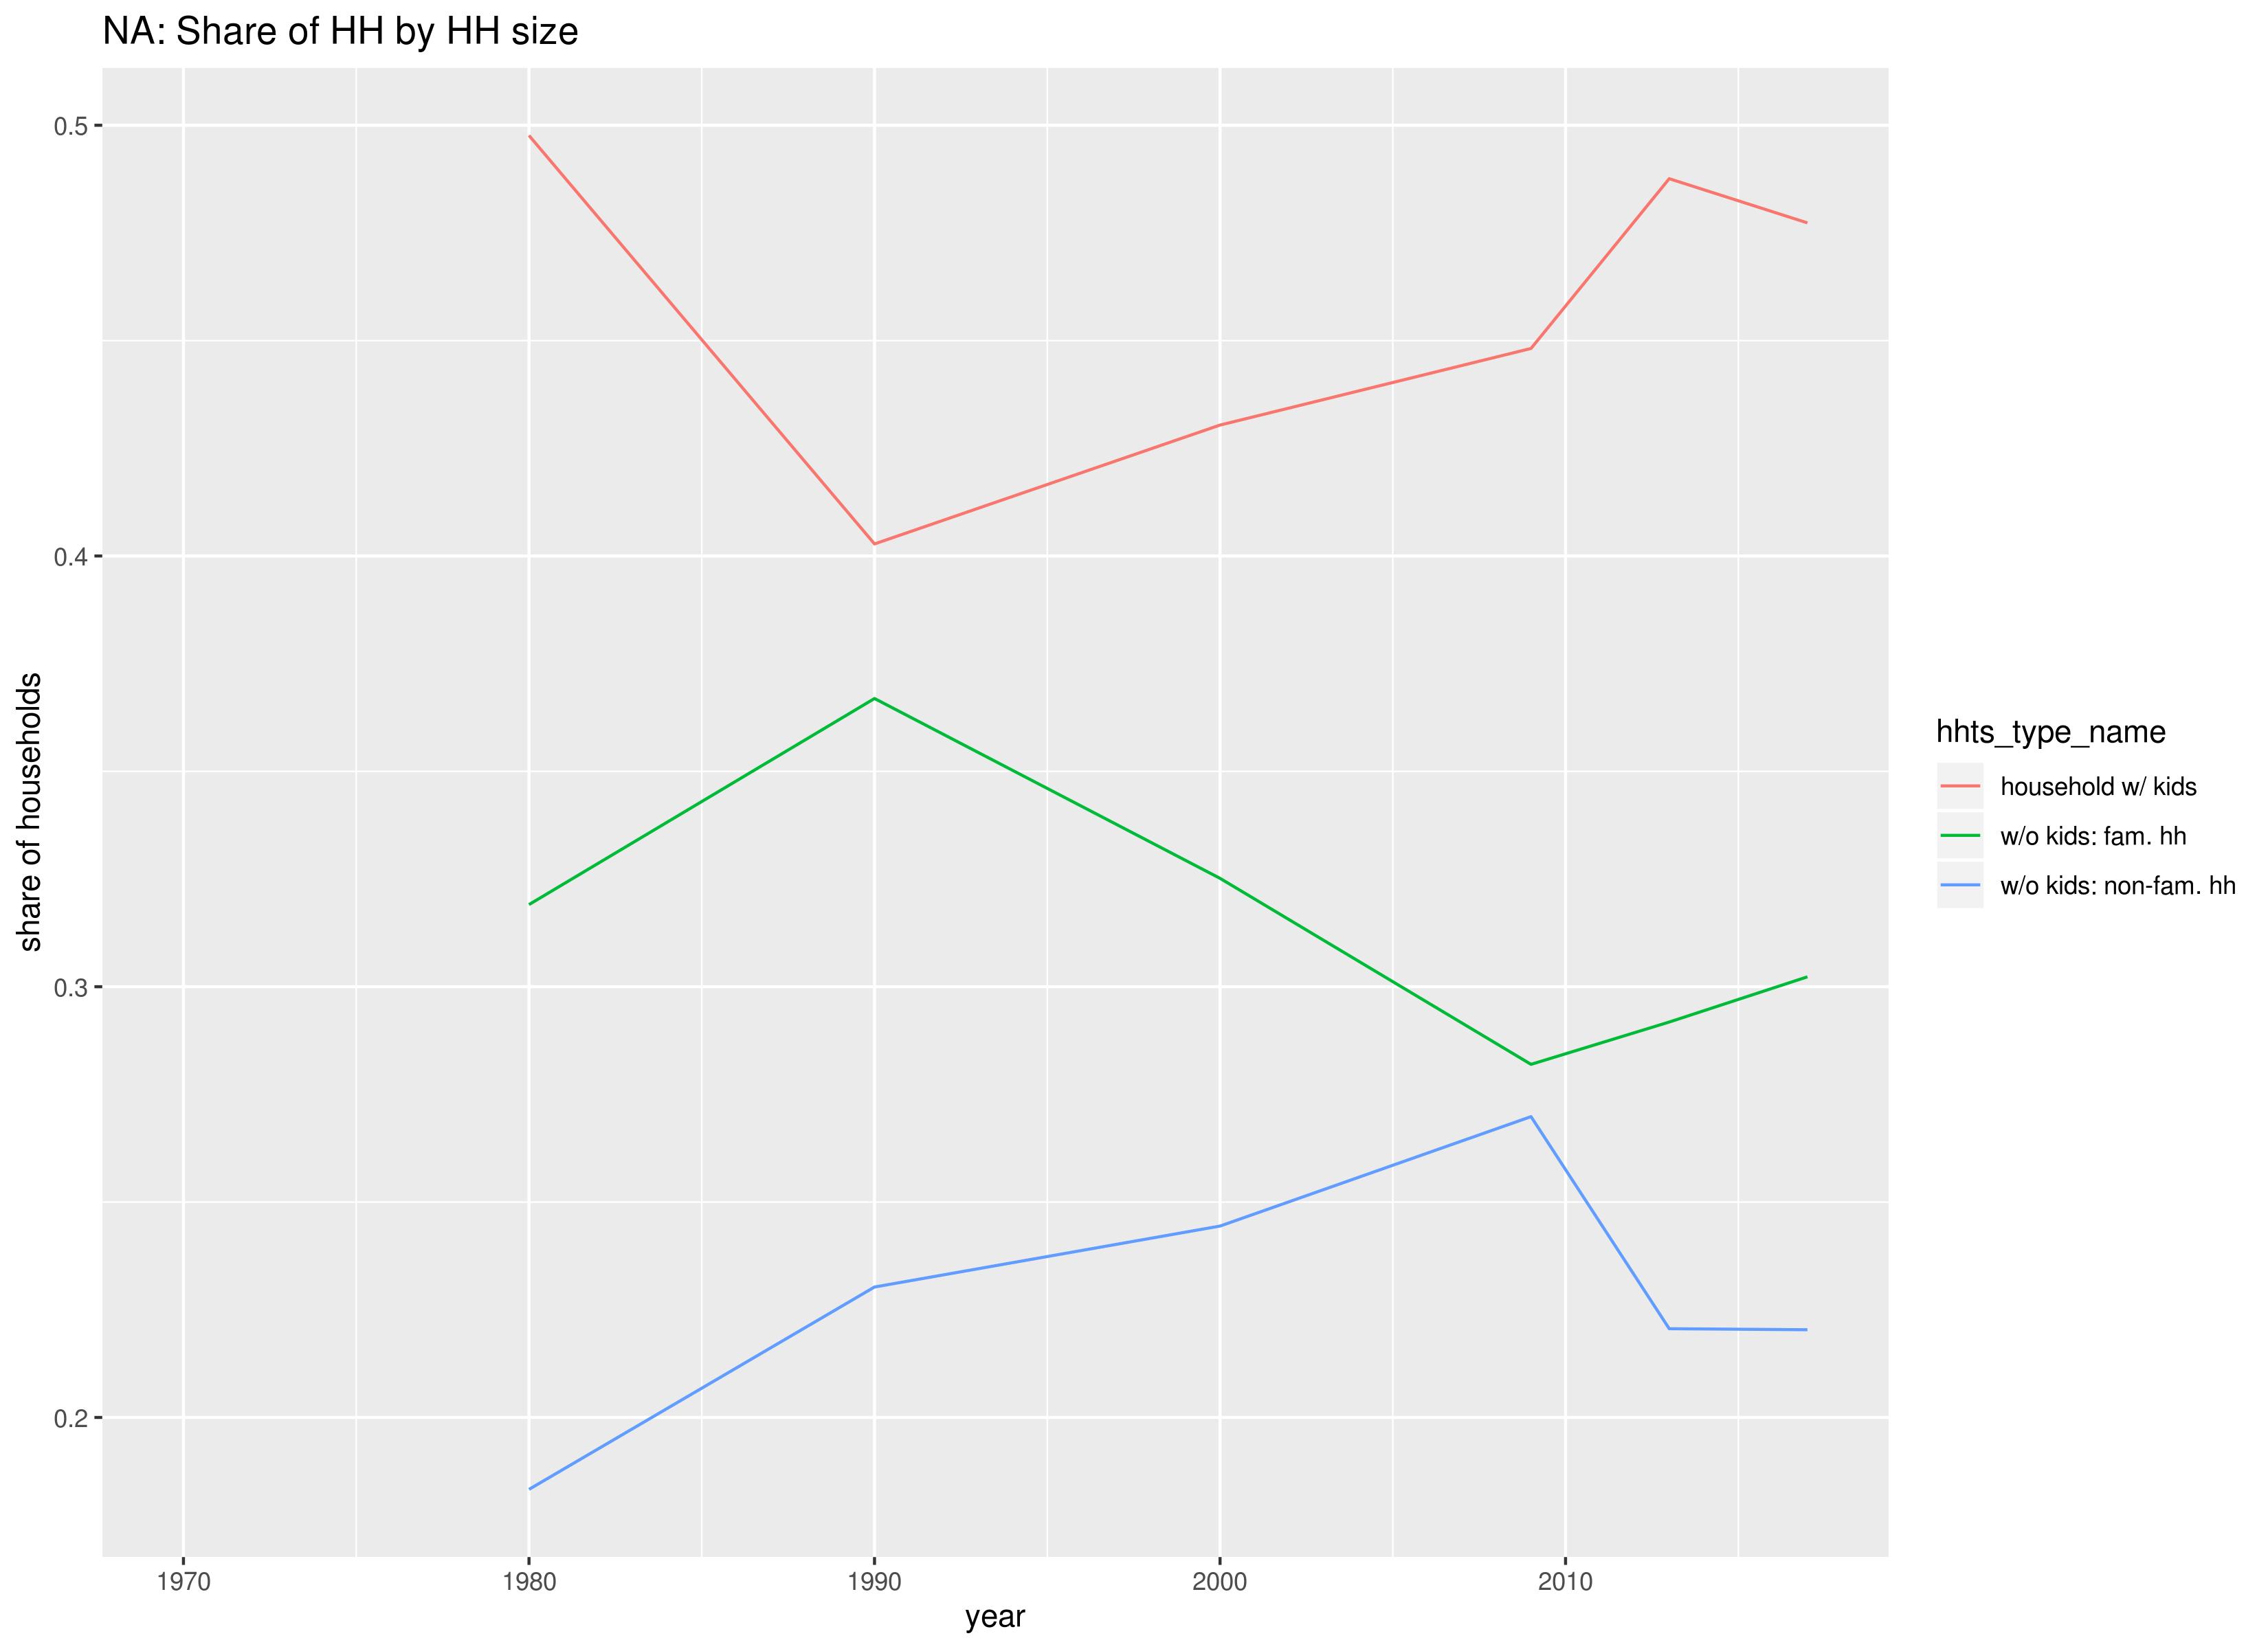 NA: Share of HH by HH size
0.5
0.4
0.3
0.2
share of households
1970 1980 1990 2000 2010
year
hhts_type_name
household w/ kids
w/o kids: fam. hh
w/o kids: non-fam. hh